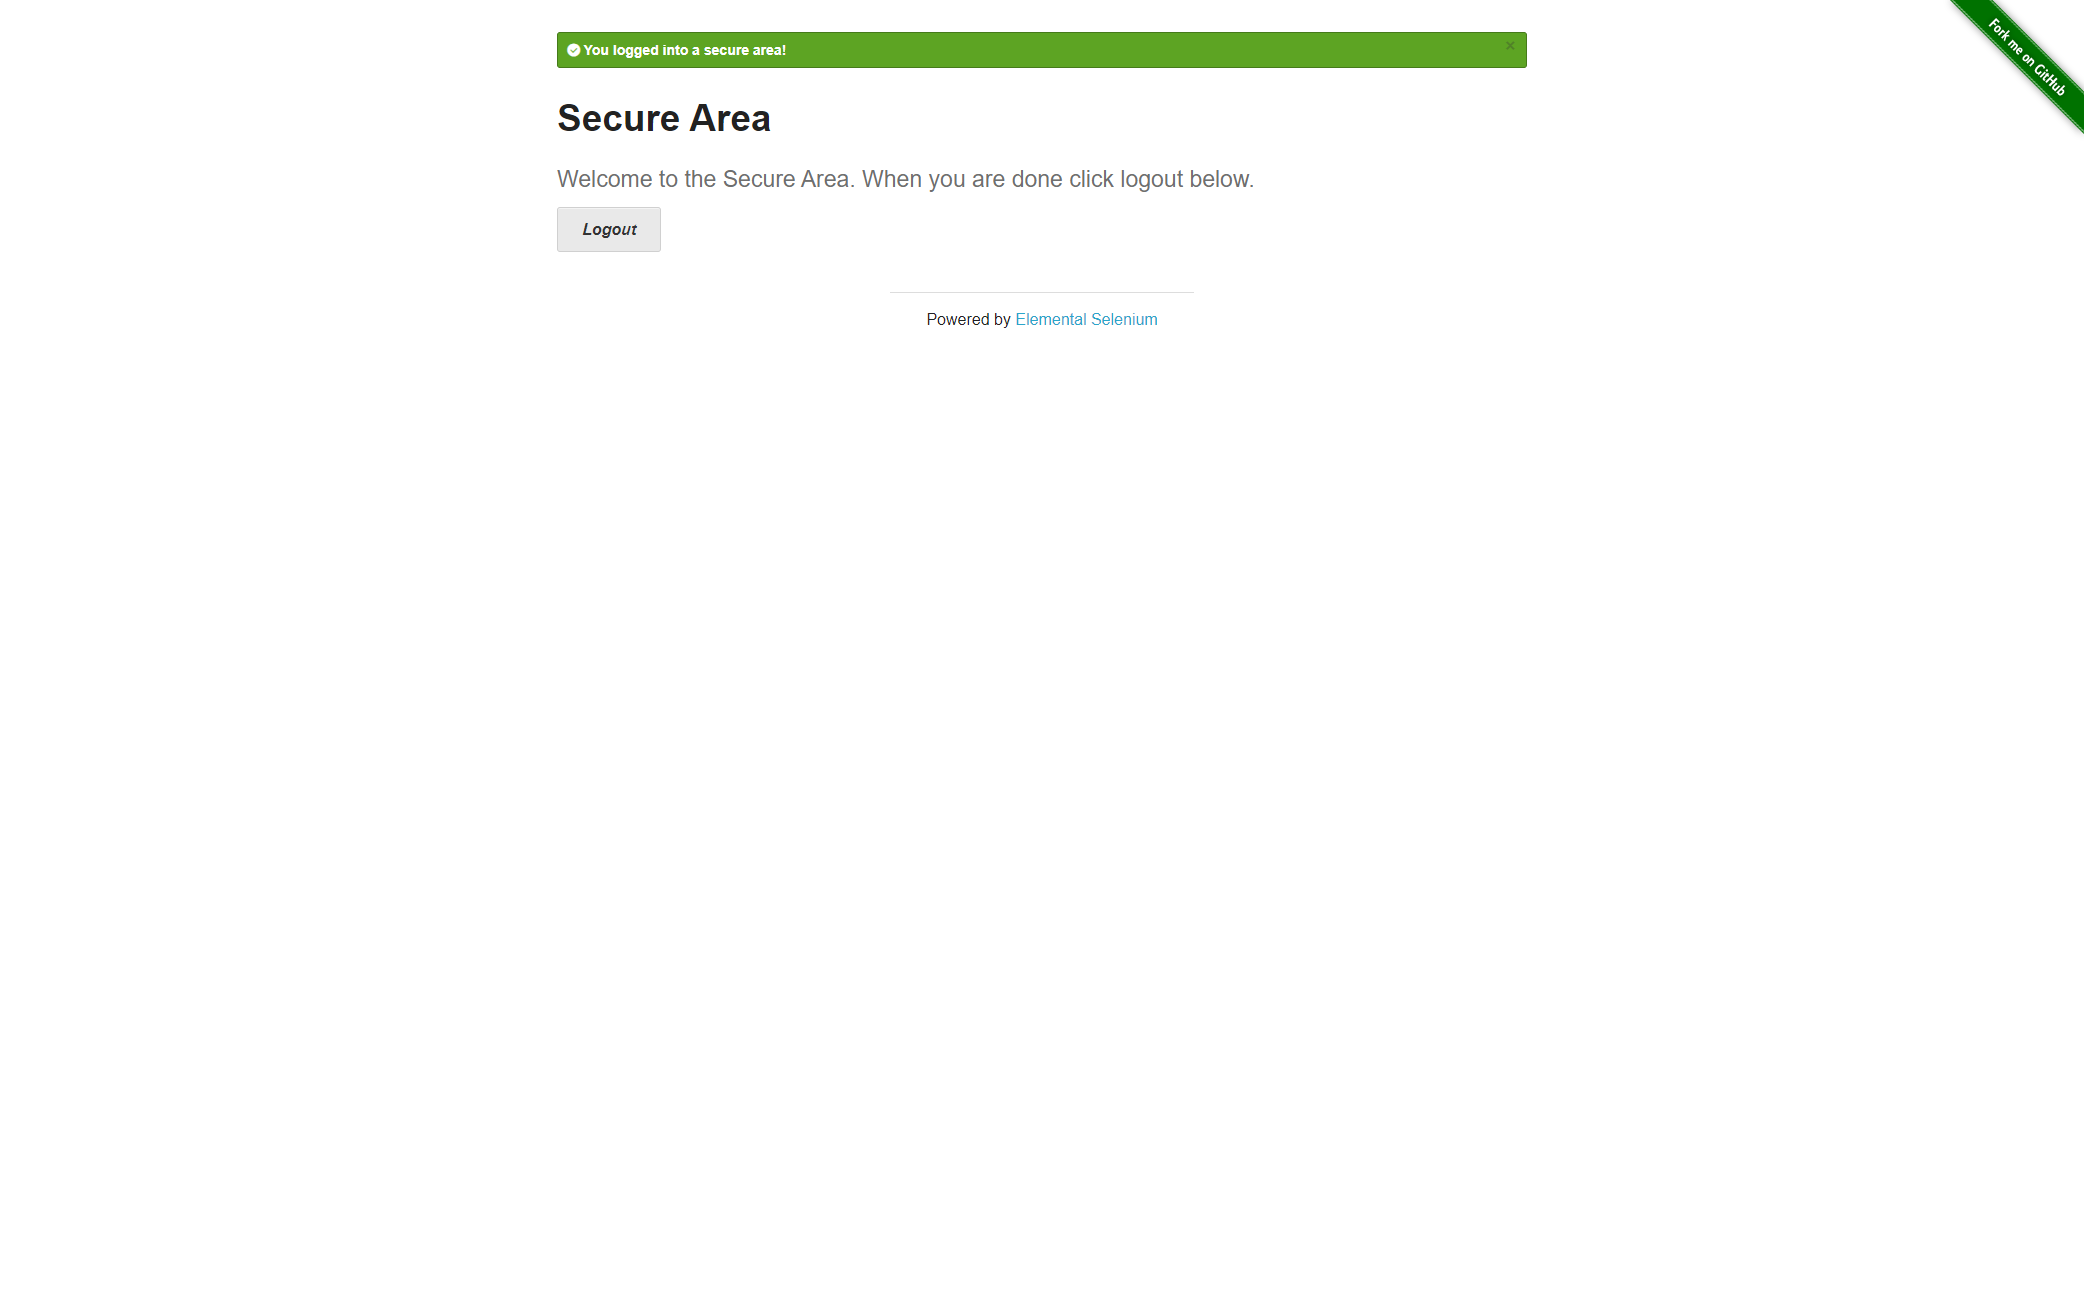 You logged into a secure area!
×
Fork me on GitHub
Secure Area
Welcome to the Secure Area. When you are done click logout below.
Logout
Powered by Elemental Selenium